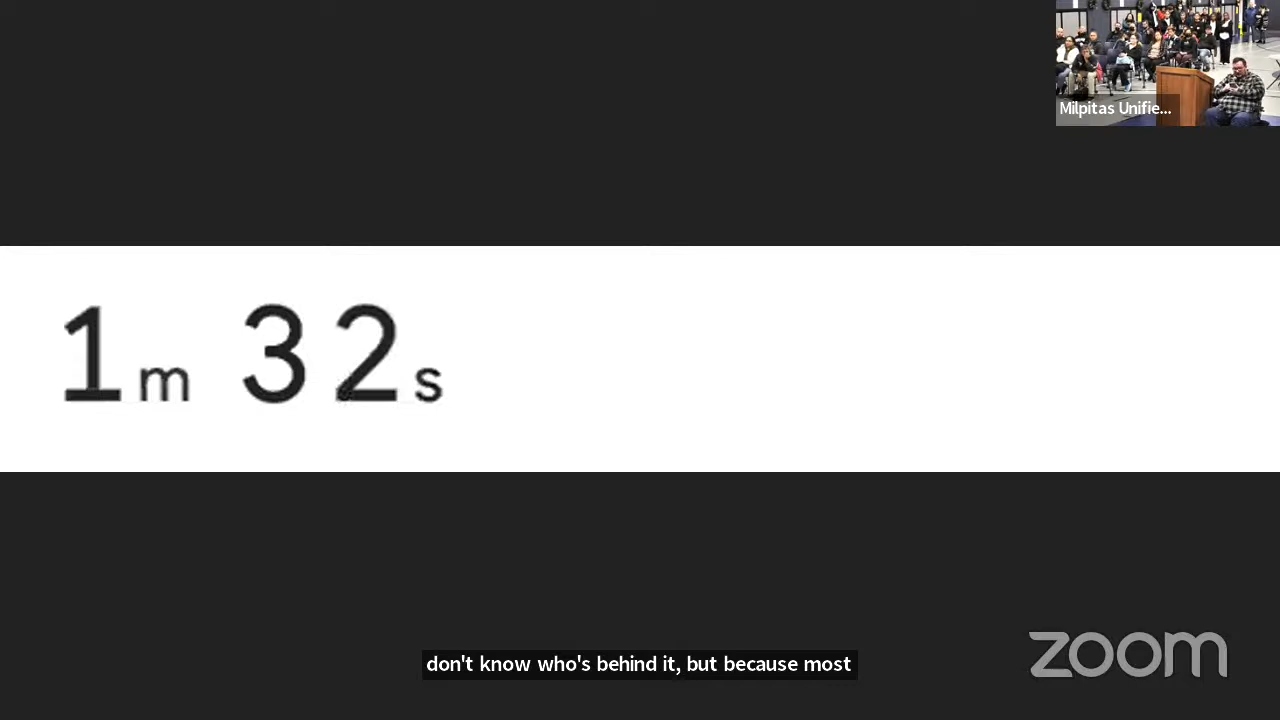 Milpitas Unifie...
1m 32s
don't know who's behind it, but because most
zoom